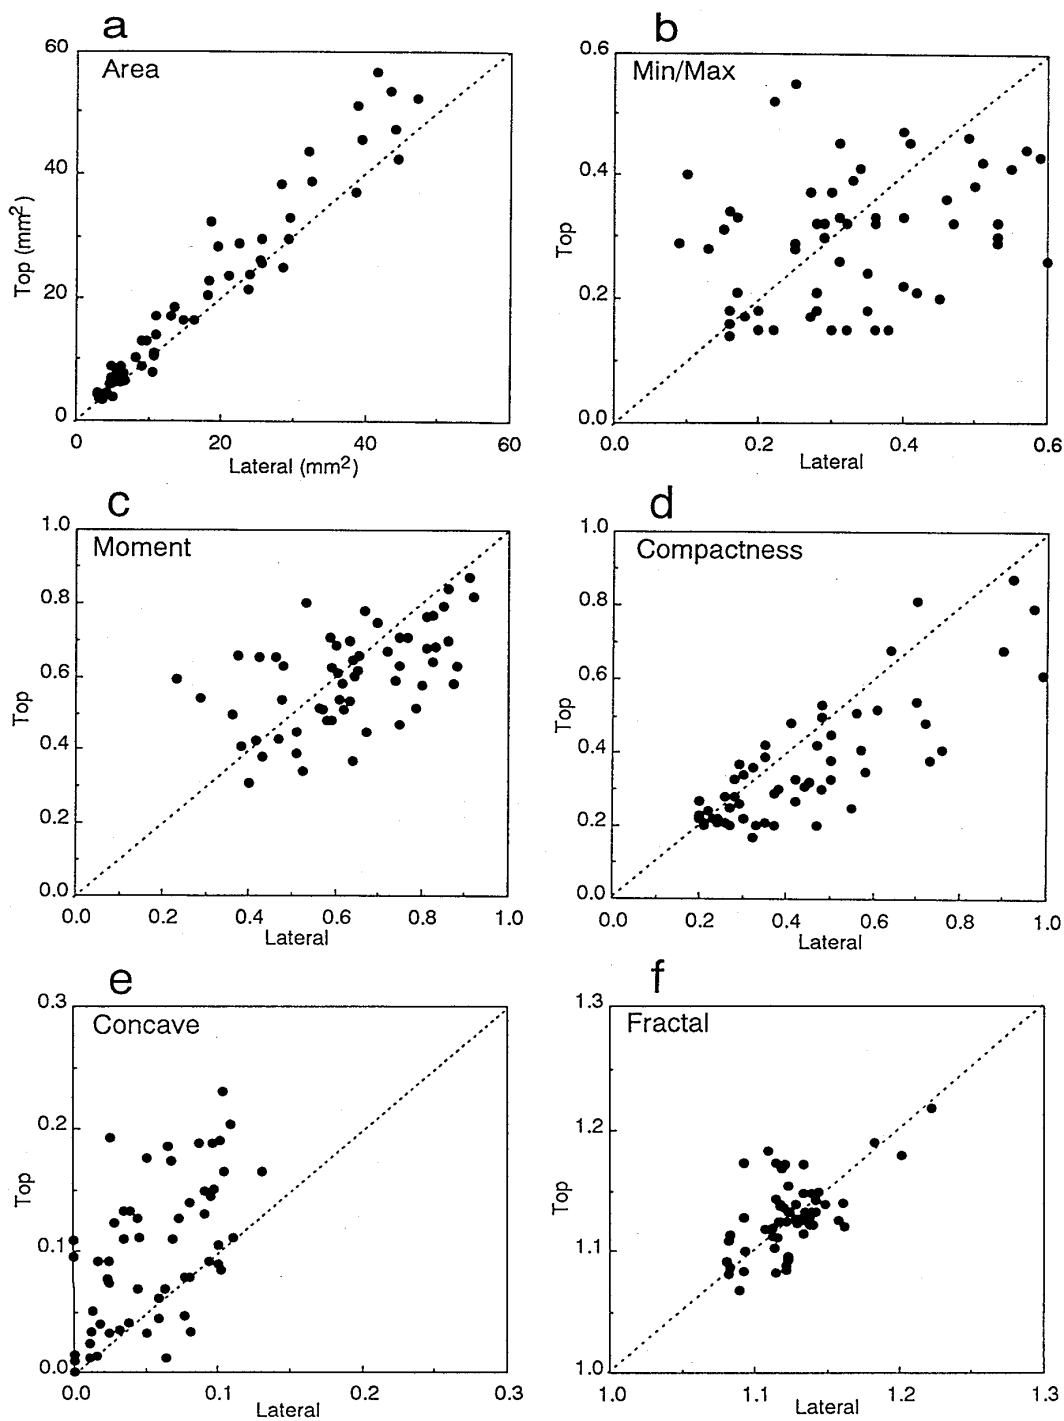 a
60
Area
40
Top (mm²)
20
0
0 20 40 60
Lateral (mm²)
b
0.6
Min/Max
0.4
Top
0.2
0.0
0.0 0.2 0.4 0.6
Lateral
c
1.0
Moment
0.8
0.6
Top
0.4
0.2
0.0
0.0 0.2 0.4 0.6 0.8 1.0
Lateral
d
1.0
Compactness
0.8
0.6
Top
0.4
0.2
0.0
0.0 0.2 0.4 0.6 0.8 1.0
Lateral
e
0.3
Concave
0.2
Top
0.1
0.0
0.0 0.1 0.2 0.3
Lateral
f
1.3
Fractal
1.2
Top
1.1
1.0
1.0 1.1 1.2 1.3
Lateral